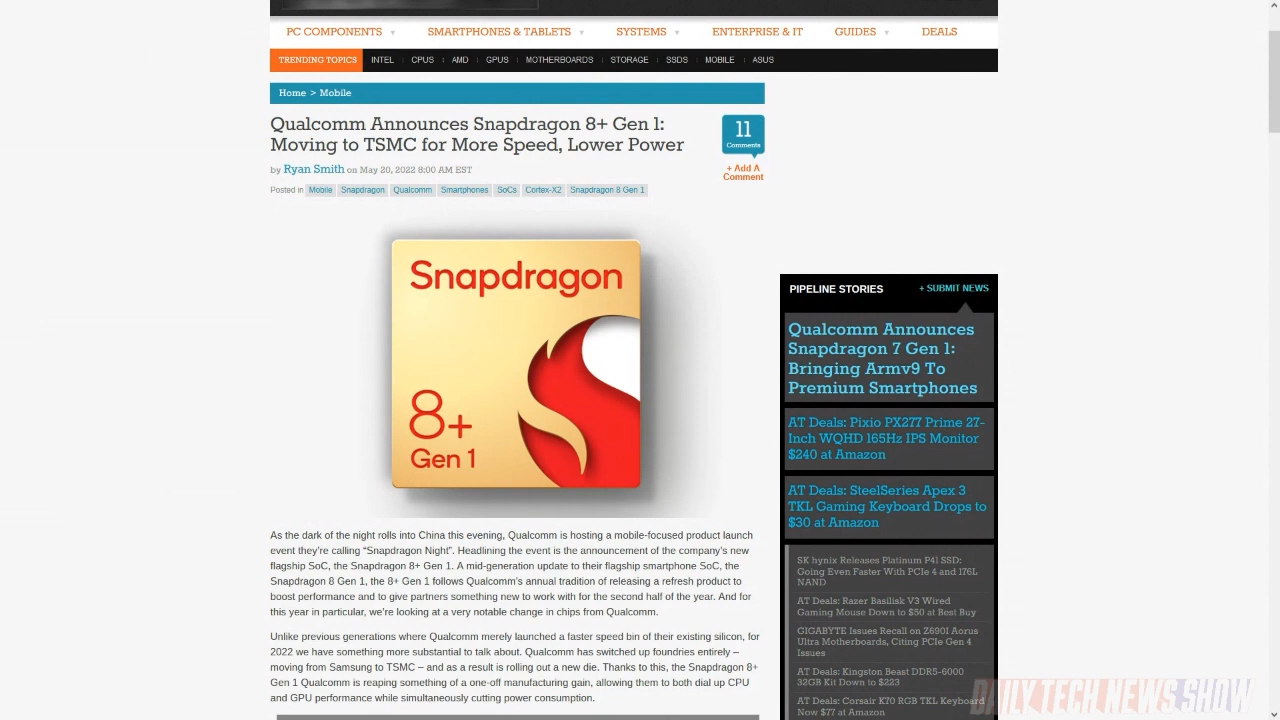 PC COMPONENTS SMARTPHONES & TABLETS SYSTEMS ENTERPRISE & IT GUIDES DEALS
TRENDING TOPICS INTEL CPUS AMD GPUS MOTHERBOARDS STORAGE SSDS MOBILE ASUS
Home > Mobile
Qualcomm Announces Snapdragon 8+ Gen 1:
Moving to TSMC for More Speed, Lower Power
by Ryan Smith on May 20, 2022 8:00 AM EST
Posted in Mobile Snapdragon Qualcomm Smartphones SoCs Cortex-X2 Snapdragon 8 Gen 1
11
Comments
+ Add A
Comment
Snapdragon
8+
Gen 1
As the dark of the night rolls into China this evening, Qualcomm is hosting a mobile-focused product launch
event they're calling “Snapdragon Night”. Headlining the event is the announcement of the company's new
flagship SoC, the Snapdragon 8+ Gen 1. A mid-generation update to their flagship smartphone SoC, the
Snapdragon 8 Gen 1, the 8+ Gen 1 follows Qualcomm's annual tradition of releasing a refresh product to
boost performance and to give partners something new to work with for the second half of the year. And for
this year in particular, we're looking at a very notable change in chips from Qualcomm.
Unlike previous generations where Qualcomm merely launched a faster speed bin of their existing silicon, for
2022 we have something more substantial to talk about. Qualcomm has switched up foundries entirely –
moving from Samsung to TSMC – and as a result is rolling out a new die. Thanks to this, the Snapdragon 8+
Gen 1 Qualcomm is reaping something of a one-off manufacturing gain, allowing them to both dial up CPU
and GPU performance while simultaneously cutting power consumption.
PIPELINE STORIES + SUBMIT NEWS
Qualcomm Announces
Snapdragon 7 Gen 1:
Bringing Armv9 To
Premium Smartphones
AT Deals: Pixio PX277 Prime 27-
Inch WQHD 165Hz IPS Monitor
$240 at Amazon
AT Deals: SteelSeries Apex 3
TKL Gaming Keyboard Drops to
$30 at Amazon
SK hynix Releases Platinum P41 SSD:
Going Even Faster With PCIe 4 and 176L
NAND
AT Deals: Razer Basilisk V3 Wired
Gaming Mouse Down to $50 at Best Buy
GIGABYTE Issues Recall on Z690I Aorus
Ultra Motherboards, Citing PCIe Gen 4
Issues
AT Deals: Kingston Beast DDR5-6000
32GB Kit Down to $223
AT Deals: Corsair K70 RGB TKL Keyboard
Now $77 at Amazon
DAILY TECH NEWS SHOW